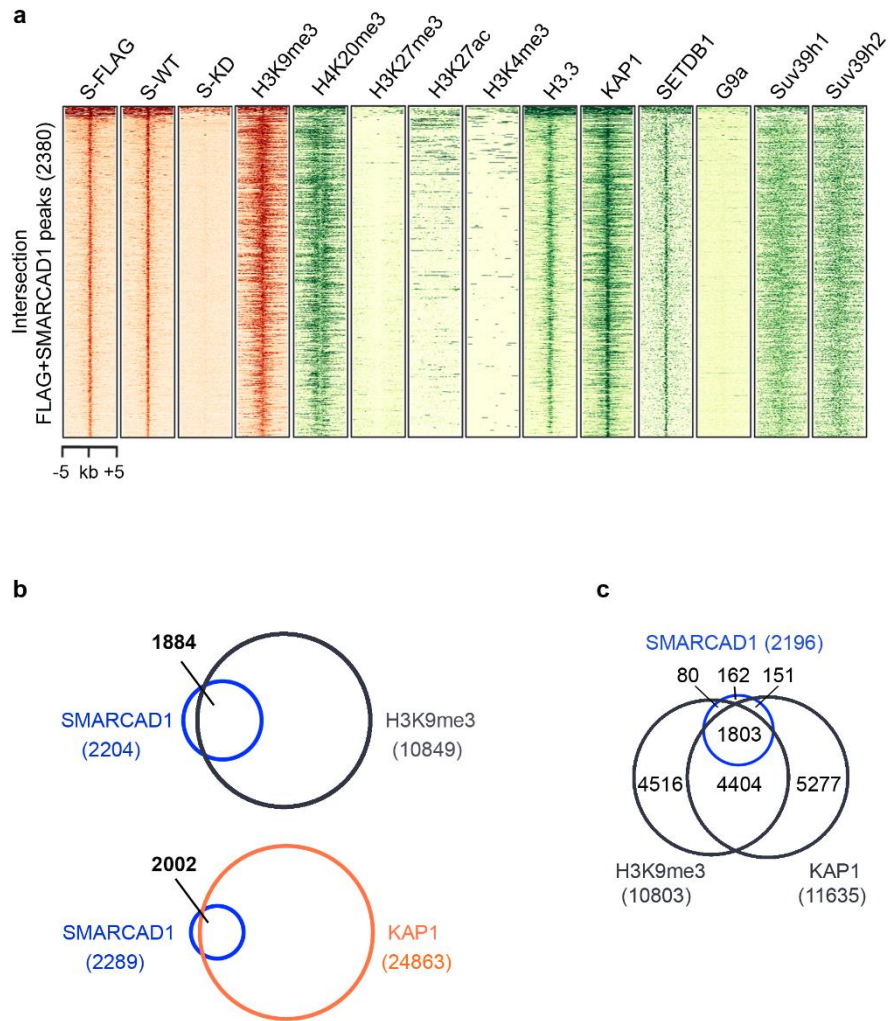 a
S-FLAG
S-WT
S-KD
H3K9me3
H4K20me3
H3K27me3
H3K27ac
H3K4me3
H3.3
KAP1
SETDB1
G9a
Suv39h1
Suv39h2
Intersection
FLAG+SMARCAD1 peaks (2380)
-5 kb +5
b
1884
SMARCAD1
(2204)
H3K9me3
(10849)
2002
SMARCAD1
(2289)
KAP1
(24863)
c
SMARCAD1 (2196)
80 162 151
1803
4516 4404 5277
H3K9me3
(10803)
KAP1
(11635)